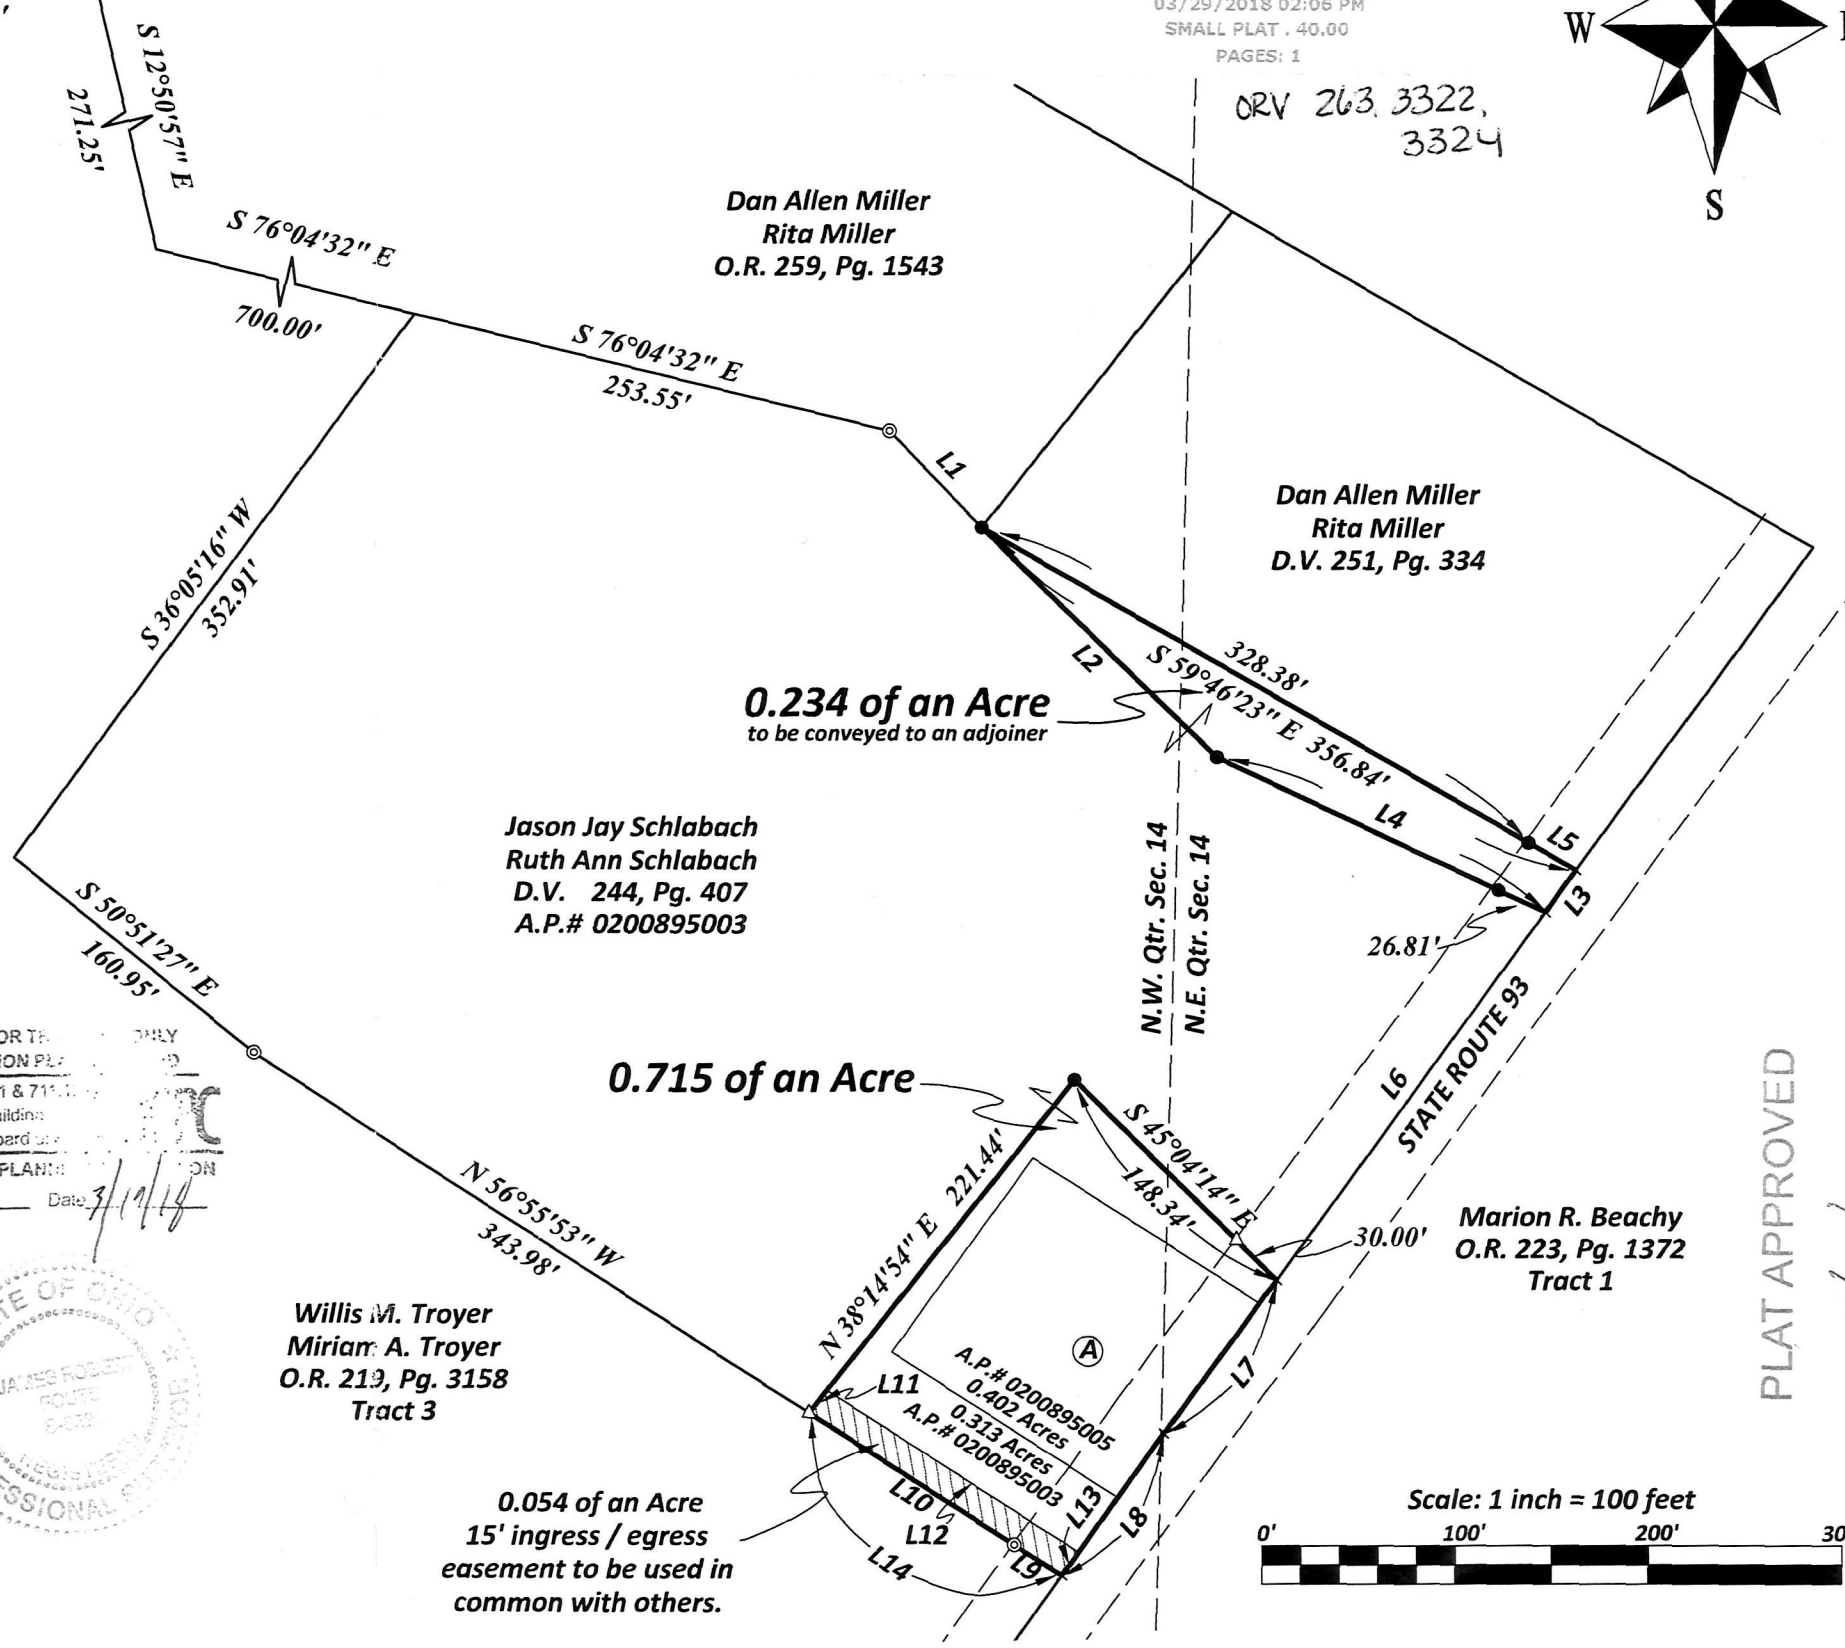 03/29/2018 02:06 PM
SMALL PLAT . 40.00
PAGES: 1
W
S
ORV 263, 3322,
3324
S 12°50'57" E
271.25'
S 76°04'32" E
700.00'
Dan Allen Miller
Rita Miller
O.R. 259, Pg. 1543
S 76°04'32" E
253.55'
L1
Dan Allen Miller
Rita Miller
D.V. 251, Pg. 334
S 36°05'16" W
352.91'
L2
328.38'
S 59°46'23" E 356.84'
0.234 of an Acre
to be conveyed to an adjoiner
L4
L5
L3
26.81'
Jason Jay Schlabach
Ruth Ann Schlabach
D.V. 244, Pg. 407
A.P.# 0200895003
N.W. Qtr. Sec. 14
N.E. Qtr. Sec. 14
S 50°51'27" E
160.95'
L6
STATE ROUTE 93
0.715 of an Acre
S 45°04'14" E
148.34'
30.00'
N 38°14'54" E 221.44'
Marion R. Beachy
O.R. 223, Pg. 1372
Tract 1
PLAT APPROVED
N 56°55'53" W
343.98'
Date 3/19/18
Willis M. Troyer
Miriam A. Troyer
O.R. 219, Pg. 3158
Tract 3
A
A.P.# 0200895005
0.402 Acres
0.313 Acres
A.P.# 0200895003
L7
L11
L10
L12
L13
L8
L9
L14
0.054 of an Acre
15' ingress / egress
easement to be used in
common with others.
Scale: 1 inch = 100 feet
0' 100' 200'
OF OHIO